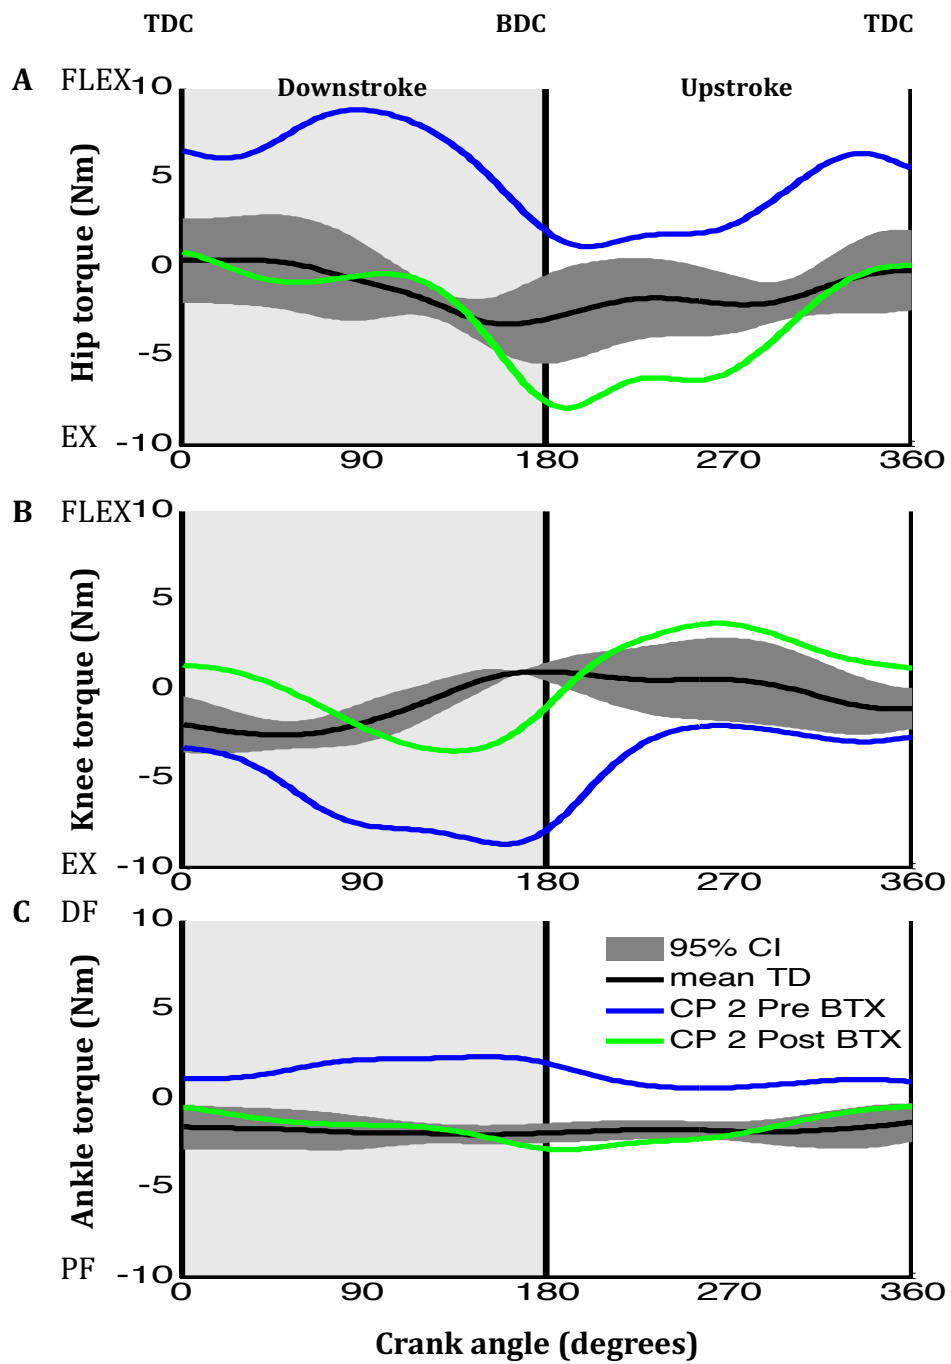 TDC BDC TDC
A FLEX 10 Downstroke Upstroke
5
0
-5
EX -10
Hip torque (Nm)
0 90 180 270 360
B FLEX 10
5
0
-5
EX -10
Knee torque (Nm)
0 90 180 270 360
C DF 10
5
0
-5
PF -10
Ankle torque (Nm)
95% CI
mean TD
CP 2 Pre BTX
CP 2 Post BTX
0 90 180 270 360
Crank angle (degrees)